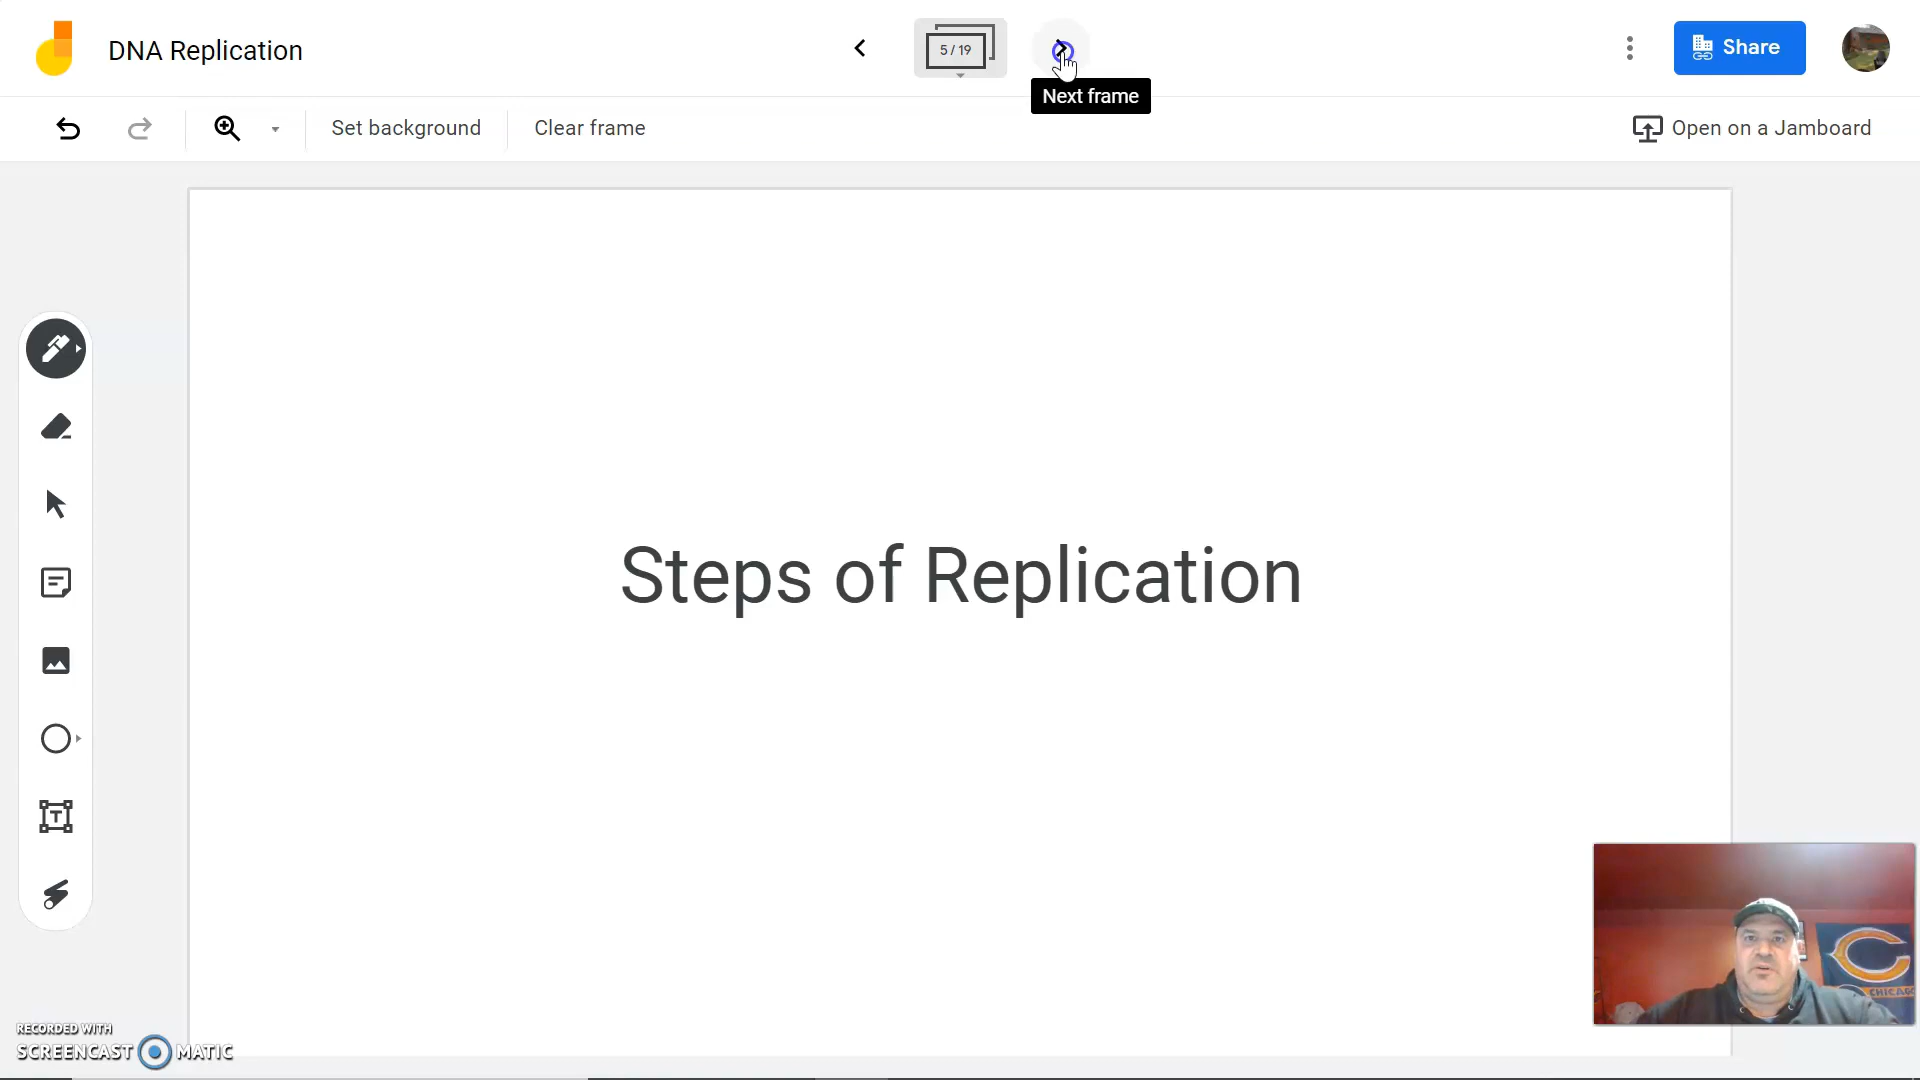 DNA Replication
5 / 19
Share
Next frame
Set background
Clear frame
Open on a Jamboard
Steps of Replication
CHICAGO
RECORDED WITH
SCREENCAST MATIC